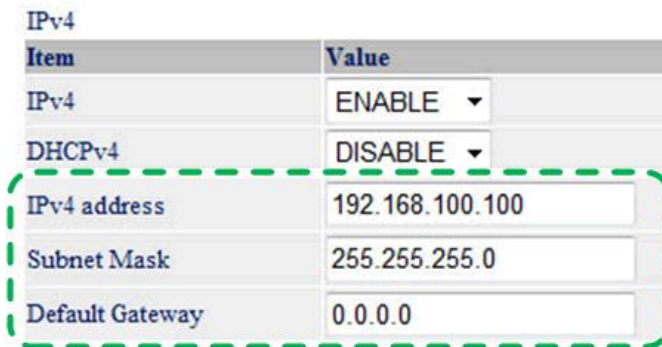 IPv4
Item Value
IPv4 ENABLE
DHCPv4 DISABLE
IPv4 address 192.168.100.100
Subnet Mask 255.255.255.0
Default Gateway 0.0.0.0